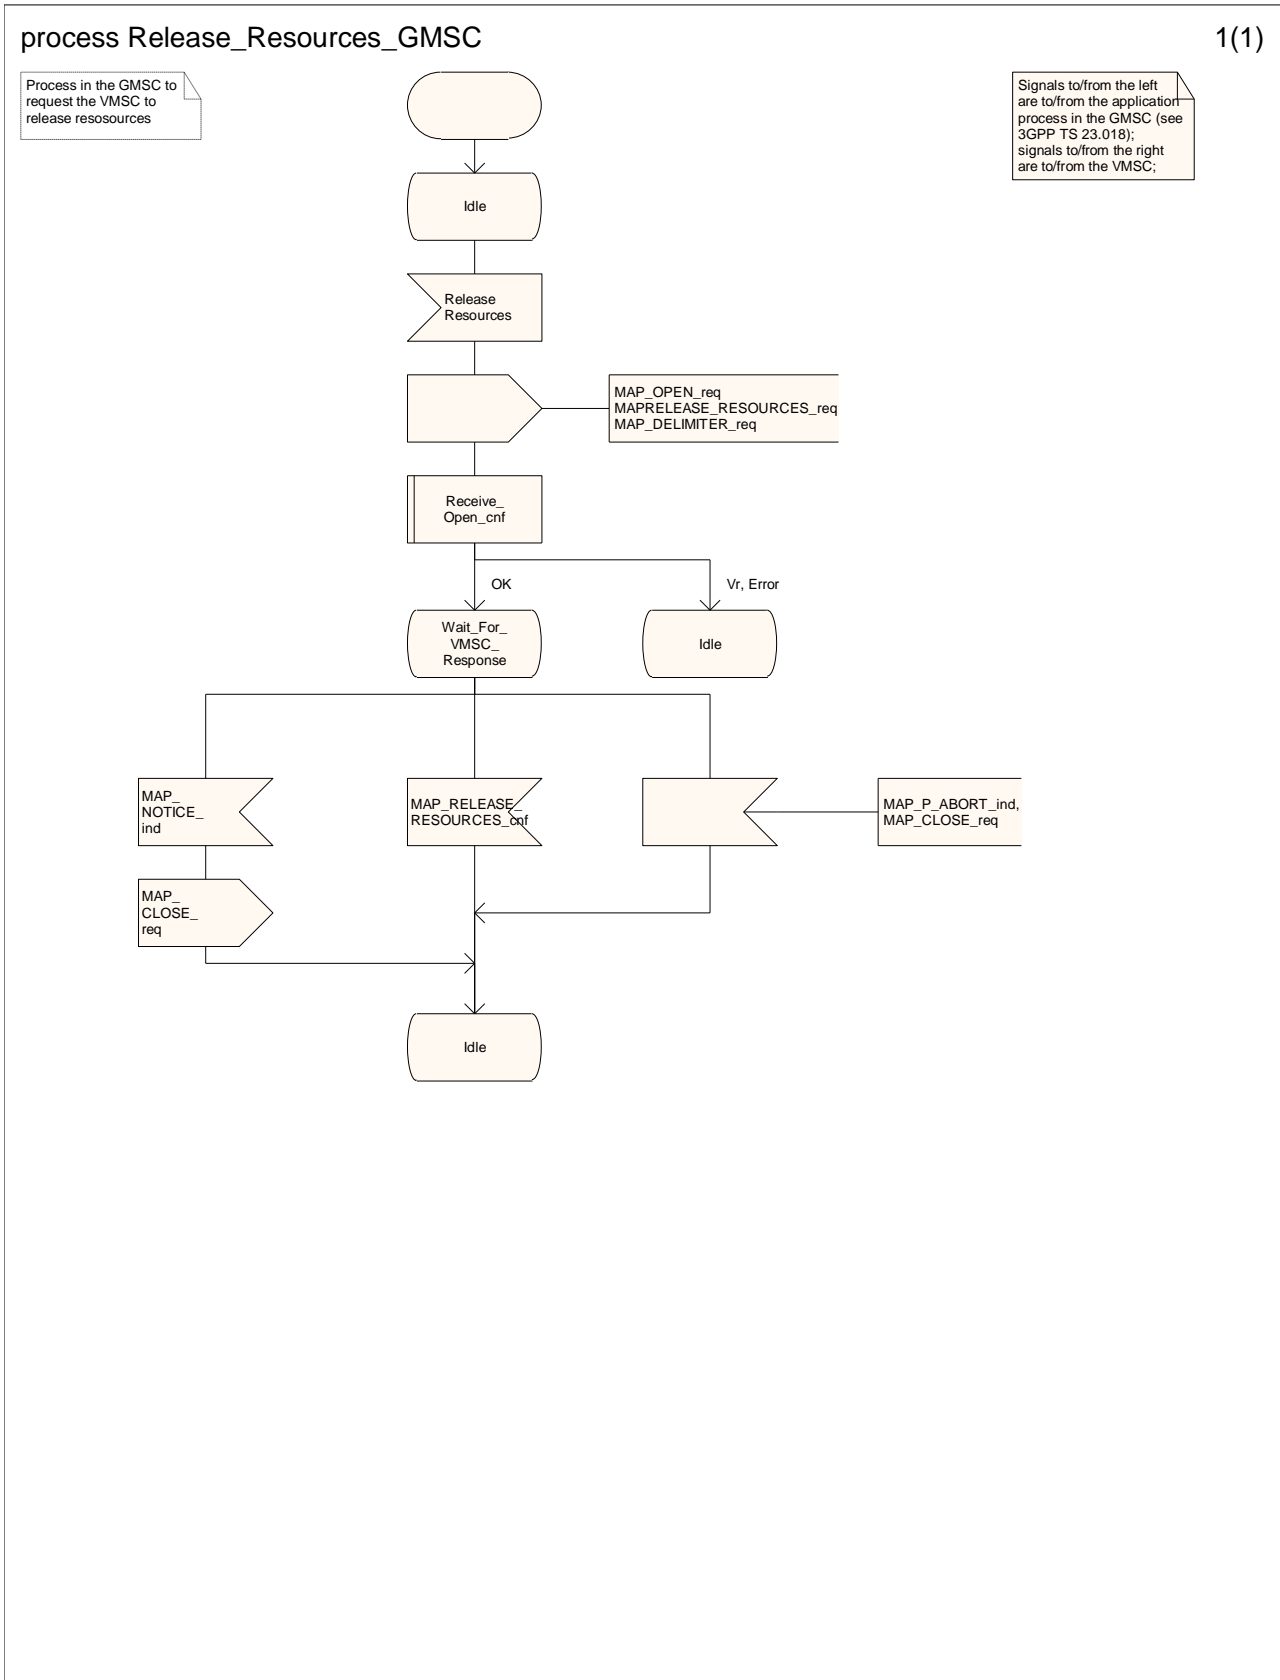 process Release_Resources_GMSC
1(1)
Process in the GMSC to
request the VMSC to
release resosources
Signals to/from the left
are to/from the application
process in the GMSC (see
3GPP TS 23.018);
signals to/from the right
are to/from the VMSC;
Idle
Release
Resources
MAP_OPEN_req
MAPRELEASE_RESOURCES_req
MAP_DELIMITER_req
Receive_
Open_cnf
OK
Vr, Error
Wait_For_
VMSC_
Response
Idle
MAP_
NOTICE_
ind
MAP_RELEASE_
RESOURCES_cnf
MAP_P_ABORT_ind,
MAP_CLOSE_req
MAP_
CLOSE_
req
Idle